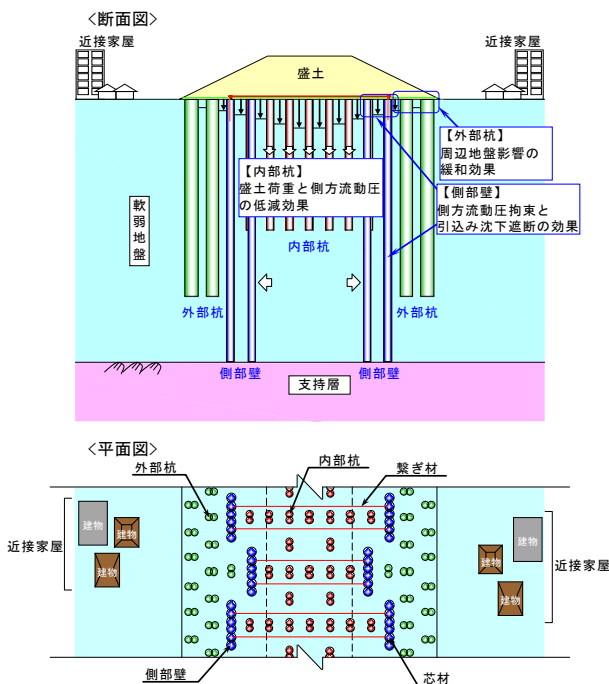 <断面図>
近接家屋
近接家屋
盛土
【外部杭】
周辺地盤影響の
緩和効果
【内部杭】
盛土荷重と側方流動圧
の低減効果
【側部壁】
側方流動圧拘束と
引込み沈下遮断の効果
軟弱地盤
内部杭
外部杭
外部杭
側部壁
側部壁
支持層
<平面図>
外部杭
内部杭
繋ぎ材
近接家屋
建物
建物
建物
建物
建物
建物
近接家屋
側部壁
芯材